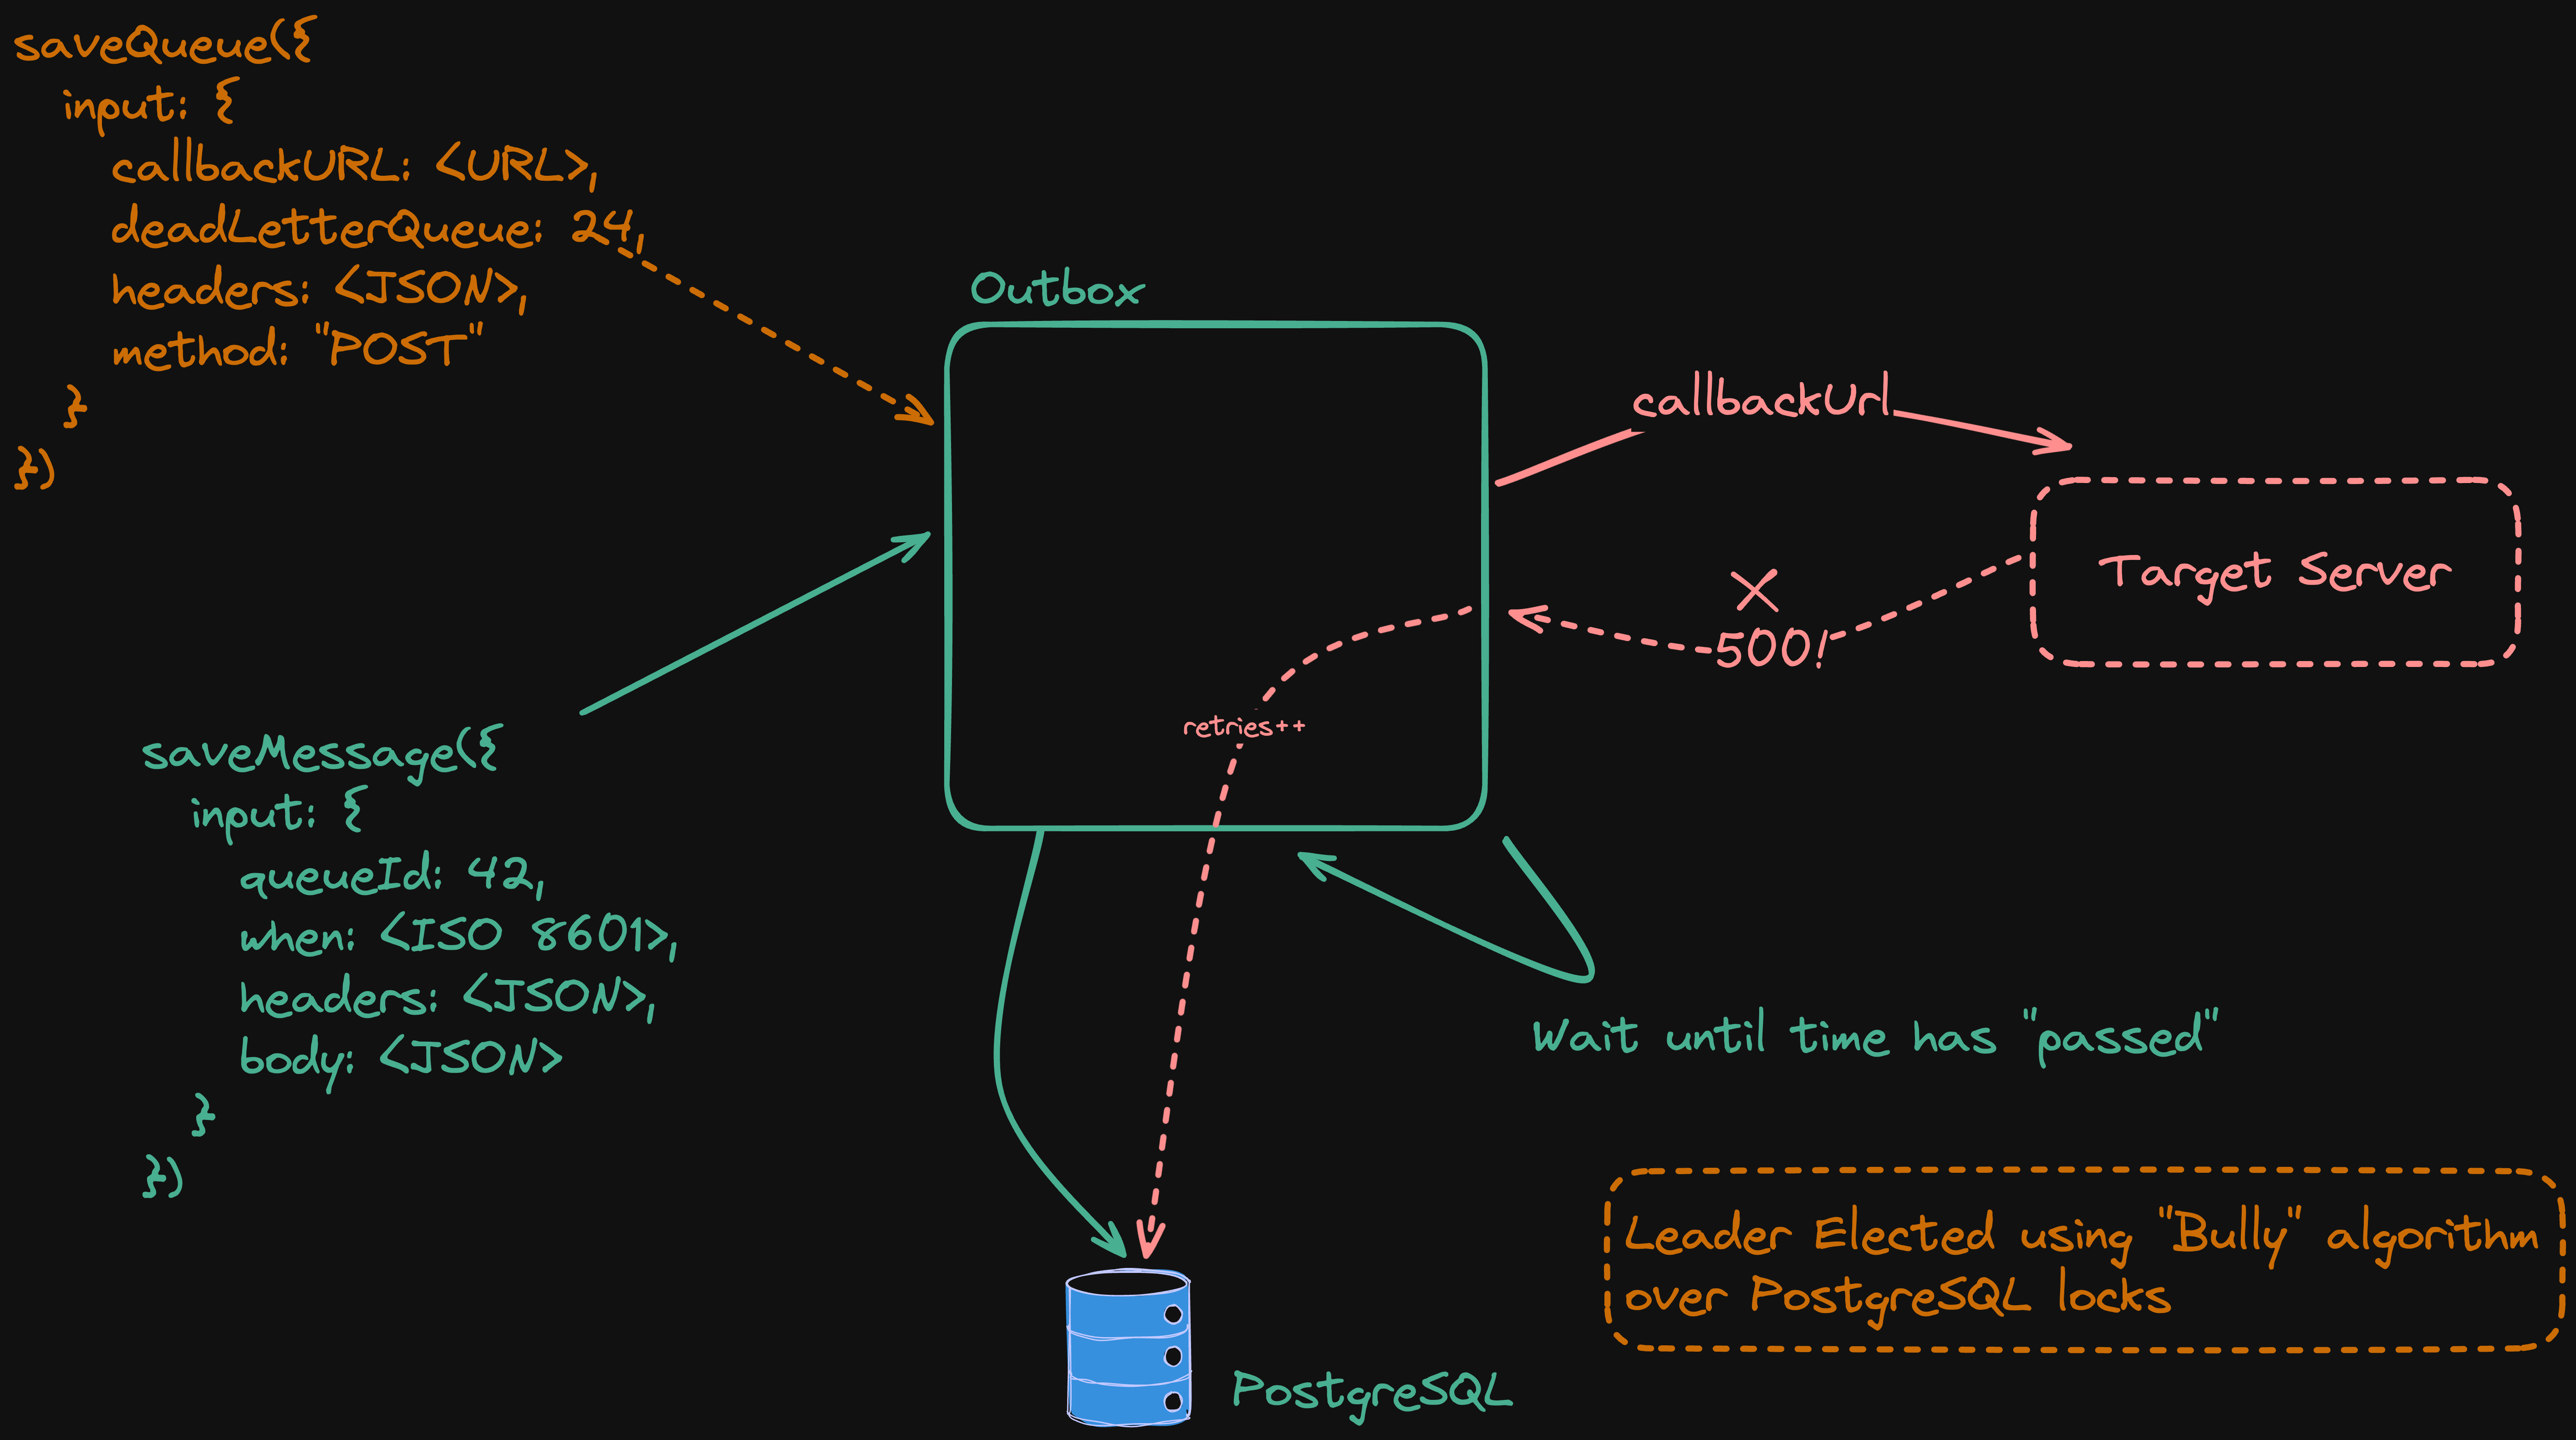 saveQueue({
input: {
callbackURL: <URL>,
deadLetterQueue: 24,
headers: <JSON>,
method: "POST"
}
})
Outbox
callbackUrl
Target Server
500!
retries++
saveMessage({
input: {
queueId: 42,
when: <ISO 8601>,
headers: <JSON>,
body: <JSON>
}
})
Wait until time has "passed"
Leader Elected using "Bully" algorithm
over PostgreSQL locks
PostgreSQL